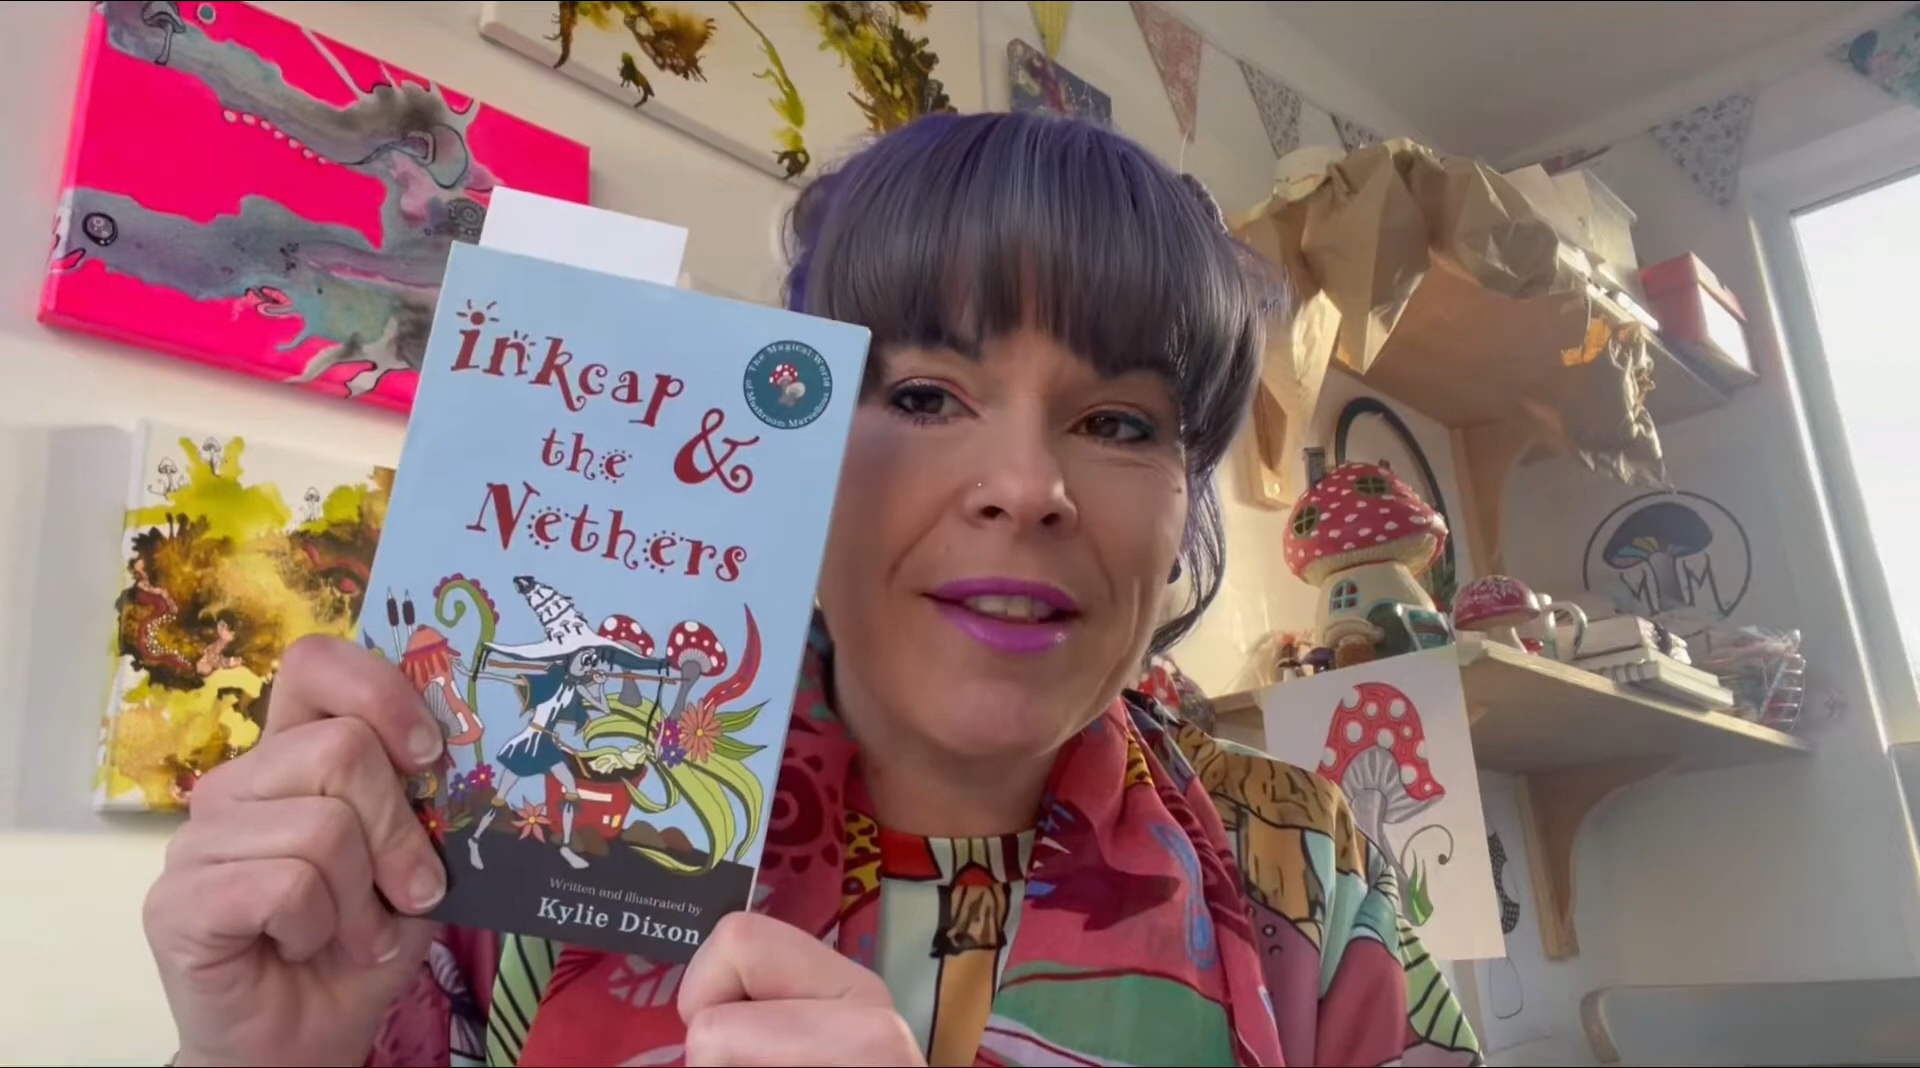 inkcap &
the
Nethers
The Magical World
of Mushroom Marvellous
Written and illustrated by
Kylie Dixon
M M